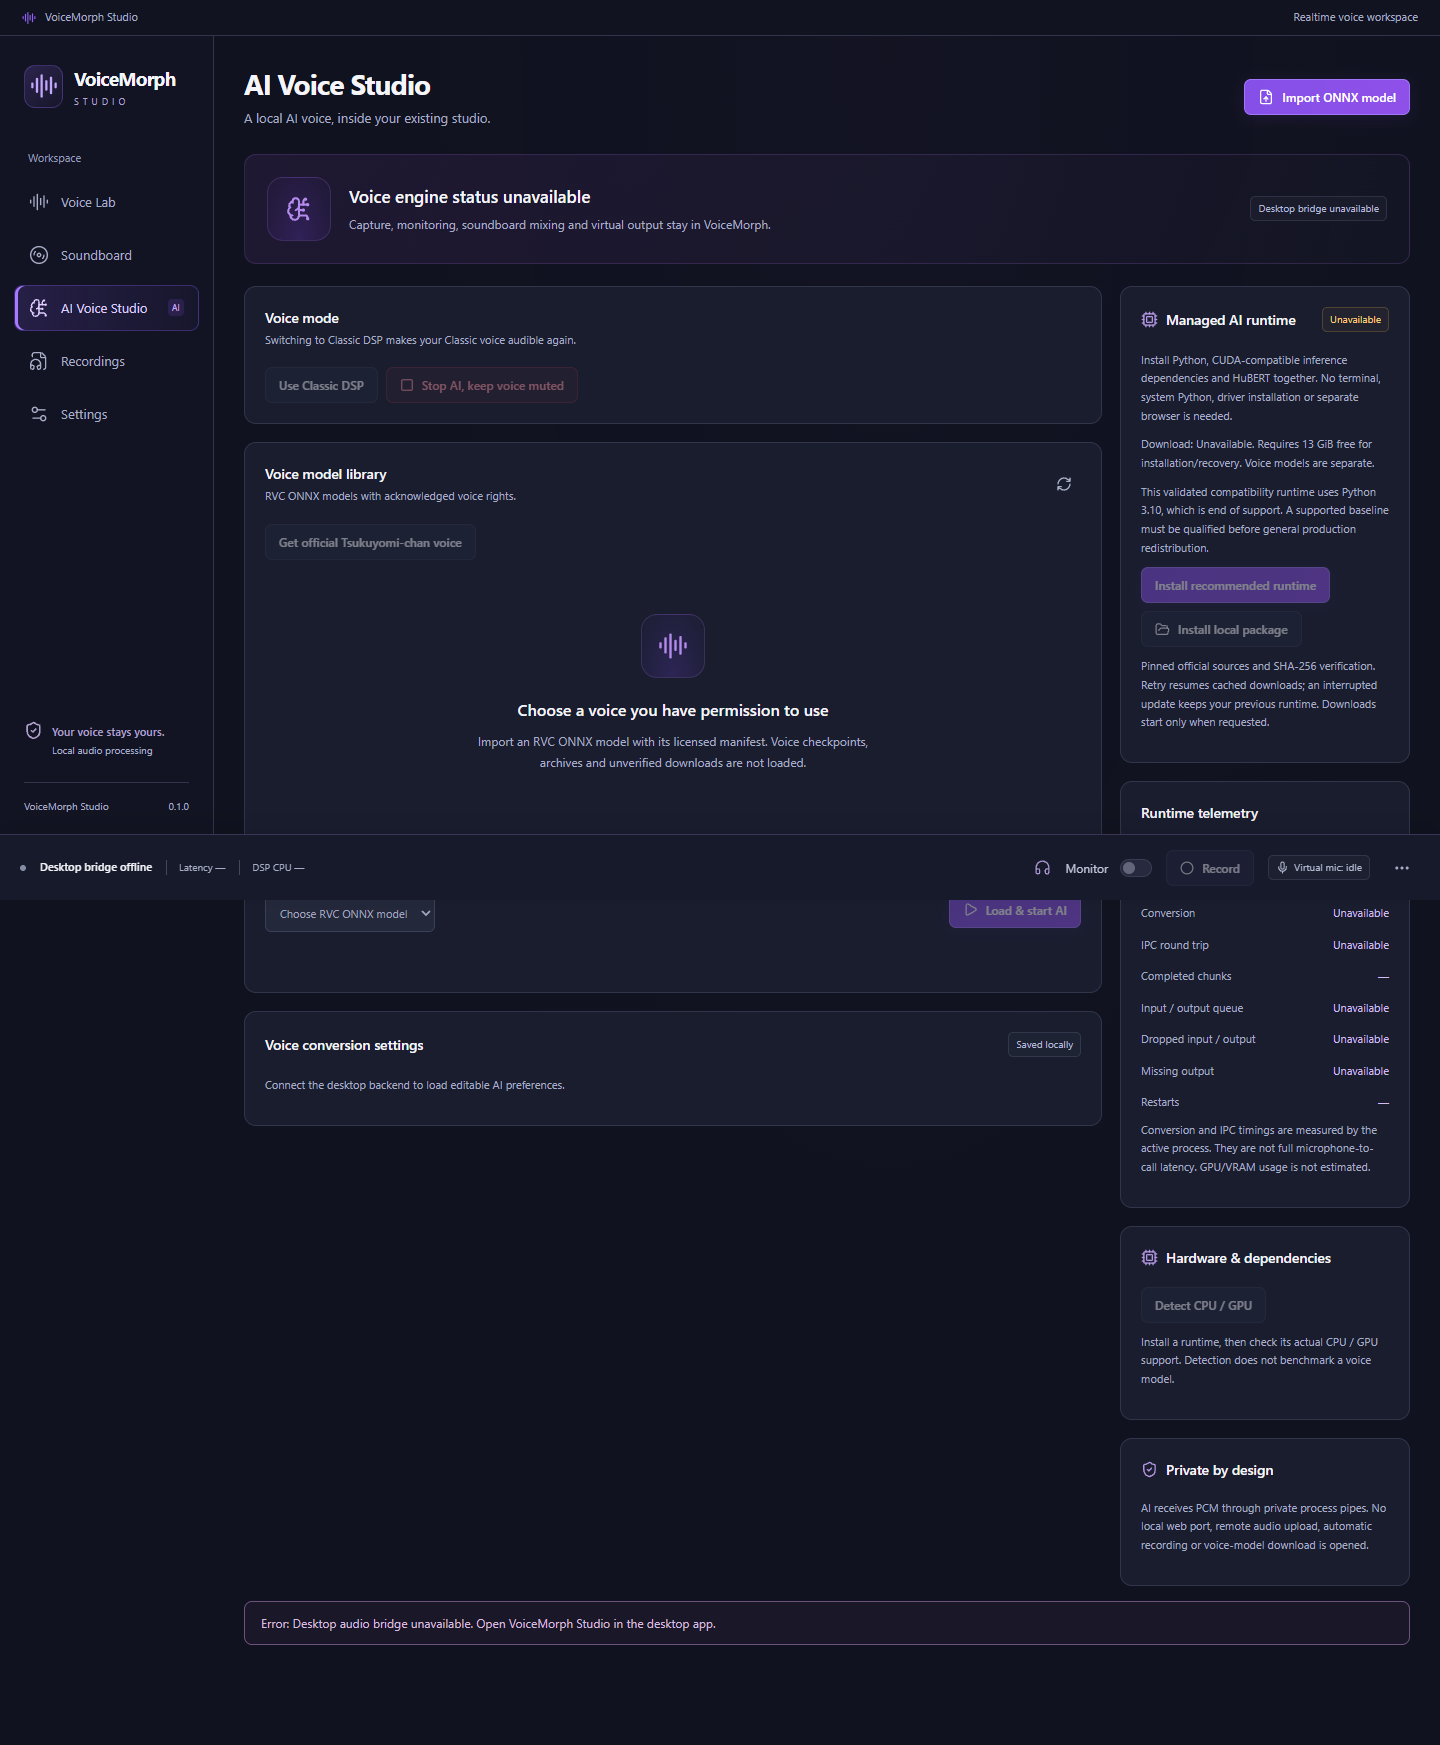 VoiceMorph Studio
Realtime voice workspace
VoiceMorph
STUDIO
Workspace
Voice Lab
Soundboard
AI Voice Studio
AI
Recordings
Settings
Your voice stays yours.
Local audio processing
VoiceMorph Studio
0.1.0
AI Voice Studio
A local AI voice, inside your existing studio.
Import ONNX model
Voice engine status unavailable
Capture, monitoring, soundboard mixing and virtual output stay in VoiceMorph.
Desktop bridge unavailable
Voice mode
Switching to Classic DSP makes your Classic voice audible again.
Use Classic DSP
Stop AI, keep voice muted
Voice model library
RVC ONNX models with acknowledged voice rights.
Get official Tsukuyomi-chan voice
Choose a voice you have permission to use
Import an RVC ONNX model with its licensed manifest. Voice checkpoints,
archives and unverified downloads are not loaded.
Managed AI runtime
Unavailable
Install Python, CUDA-compatible inference
dependencies and HuBERT together. No terminal,
system Python, driver installation or separate
browser is needed.
Download: Unavailable. Requires 13 GiB free for
installation/recovery. Voice models are separate.
This validated compatibility runtime uses Python
3.10, which is end of support. A supported baseline
must be qualified before general production
redistribution.
Install recommended runtime
Install local package
Pinned official sources and SHA-256 verification.
Retry resumes cached downloads; an interrupted
update keeps your previous runtime. Downloads
start only when requested.
Runtime telemetry
Desktop bridge offline
Latency —
DSP CPU —
Monitor
Record
Virtual mic: idle
Choose RVC ONNX model
Load & start AI
Conversion
Unavailable
IPC round trip
Unavailable
Completed chunks
—
Input / output queue
Unavailable
Dropped input / output
Unavailable
Missing output
Unavailable
Restarts
—
Conversion and IPC timings are measured by the
active process. They are not full microphone-to-
call latency. GPU/VRAM usage is not estimated.
Voice conversion settings
Saved locally
Connect the desktop backend to load editable AI preferences.
Hardware & dependencies
Detect CPU / GPU
Install a runtime, then check its actual CPU / GPU
support. Detection does not benchmark a voice
model.
Private by design
AI receives PCM through private process pipes. No
local web port, remote audio upload, automatic
recording or voice-model download is opened.
Error: Desktop audio bridge unavailable. Open VoiceMorph Studio in the desktop app.